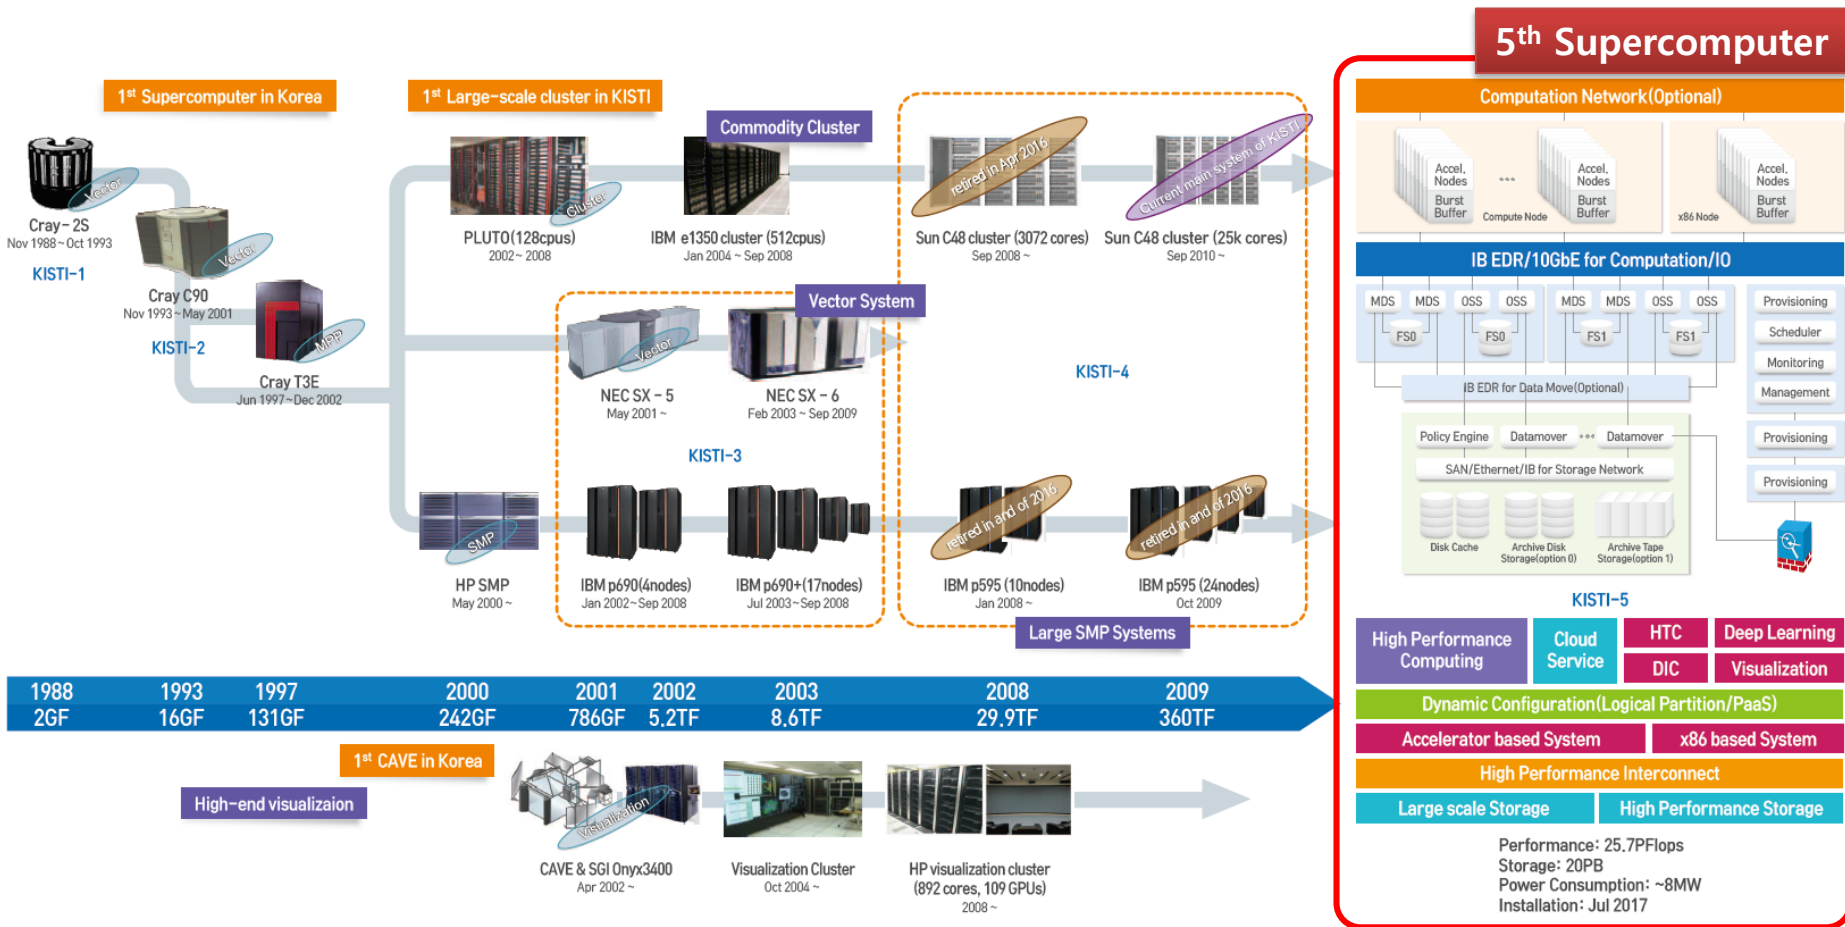 5th Supercomputer
1st Supercomputer in Korea
1st Large-scale cluster in KISTI
Commodity Cluster
Vector
Cray-2S
Nov 1988~Oct 1993
KISTI-1
Vector
Cray C90
Nov 1993~May 2001
KISTI-2
MPP
Cray T3E
Jun 1997~Dec 2002
Cluster
PLUTO(128cpus)
2002 ~ 2008
IBM e1350 cluster (512cpus)
Jan 2004 ~ Sep 2008
retired in Apr 2016
Sun C48 cluster (3072 cores)
Sep 2008 ~
Current main system of KISTI
Sun C48 cluster (25k cores)
Sep 2010 ~
Vector System
Vector
NEC SX - 5
May 2001 ~
NEC SX - 6
Feb 2003 ~ Sep 2009
KISTI-3
KISTI-4
SMP
HP SMP
May 2000 ~
IBM p690(4nodes)
Jan 2002~Sep 2008
IBM p690+(17nodes)
Jul 2003~Sep 2008
retired in and of 2016
IBM p595 (10nodes)
Jan 2008 ~
retired in and of 2016
IBM p595 (24nodes)
Oct 2009
Large SMP Systems
1988 1993 1997 2000 2001 2002 2003 2008 2009
2GF 16GF 131GF 242GF 786GF 5.2TF 8.6TF 29.9TF 360TF
1st CAVE in Korea
High-end visualizaion
Visualization
CAVE & SGI Onyx3400
Apr 2002 ~
Visualization Cluster
Oct 2004 ~
HP visualization cluster
(892 cores, 109 GPUs)
2008 ~
Computation Network(Optional)
Accel. Nodes
Burst Buffer
Compute Node
Accel. Nodes
Burst Buffer
x86 Node
Accel. Nodes
Burst Buffer
IB EDR/10GbE for Computation/IO
MDS MDS OSS OSS MDS MDS OSS OSS
FS0 FS0 FS1 FS1
Provisioning
Scheduler
Monitoring
Management
Provisioning
Provisioning
IB EDR for Data Move(Optional)
Policy Engine Datamover Datamover
SAN/Ethernet/IB for Storage Network
Disk Cache
Archive Disk
Storage(option 0)
Archive Tape
Storage(option 1)
KISTI-5
High Performance
Computing
Cloud
Service
HTC
Deep Learning
DIC
Visualization
Dynamic Configuration(Logical Partition/PaaS)
Accelerator based System
x86 based System
High Performance Interconnect
Large scale Storage
High Performance Storage
Performance: 25.7PFlops
Storage: 20PB
Power Consumption: ~8MW
Installation: Jul 2017